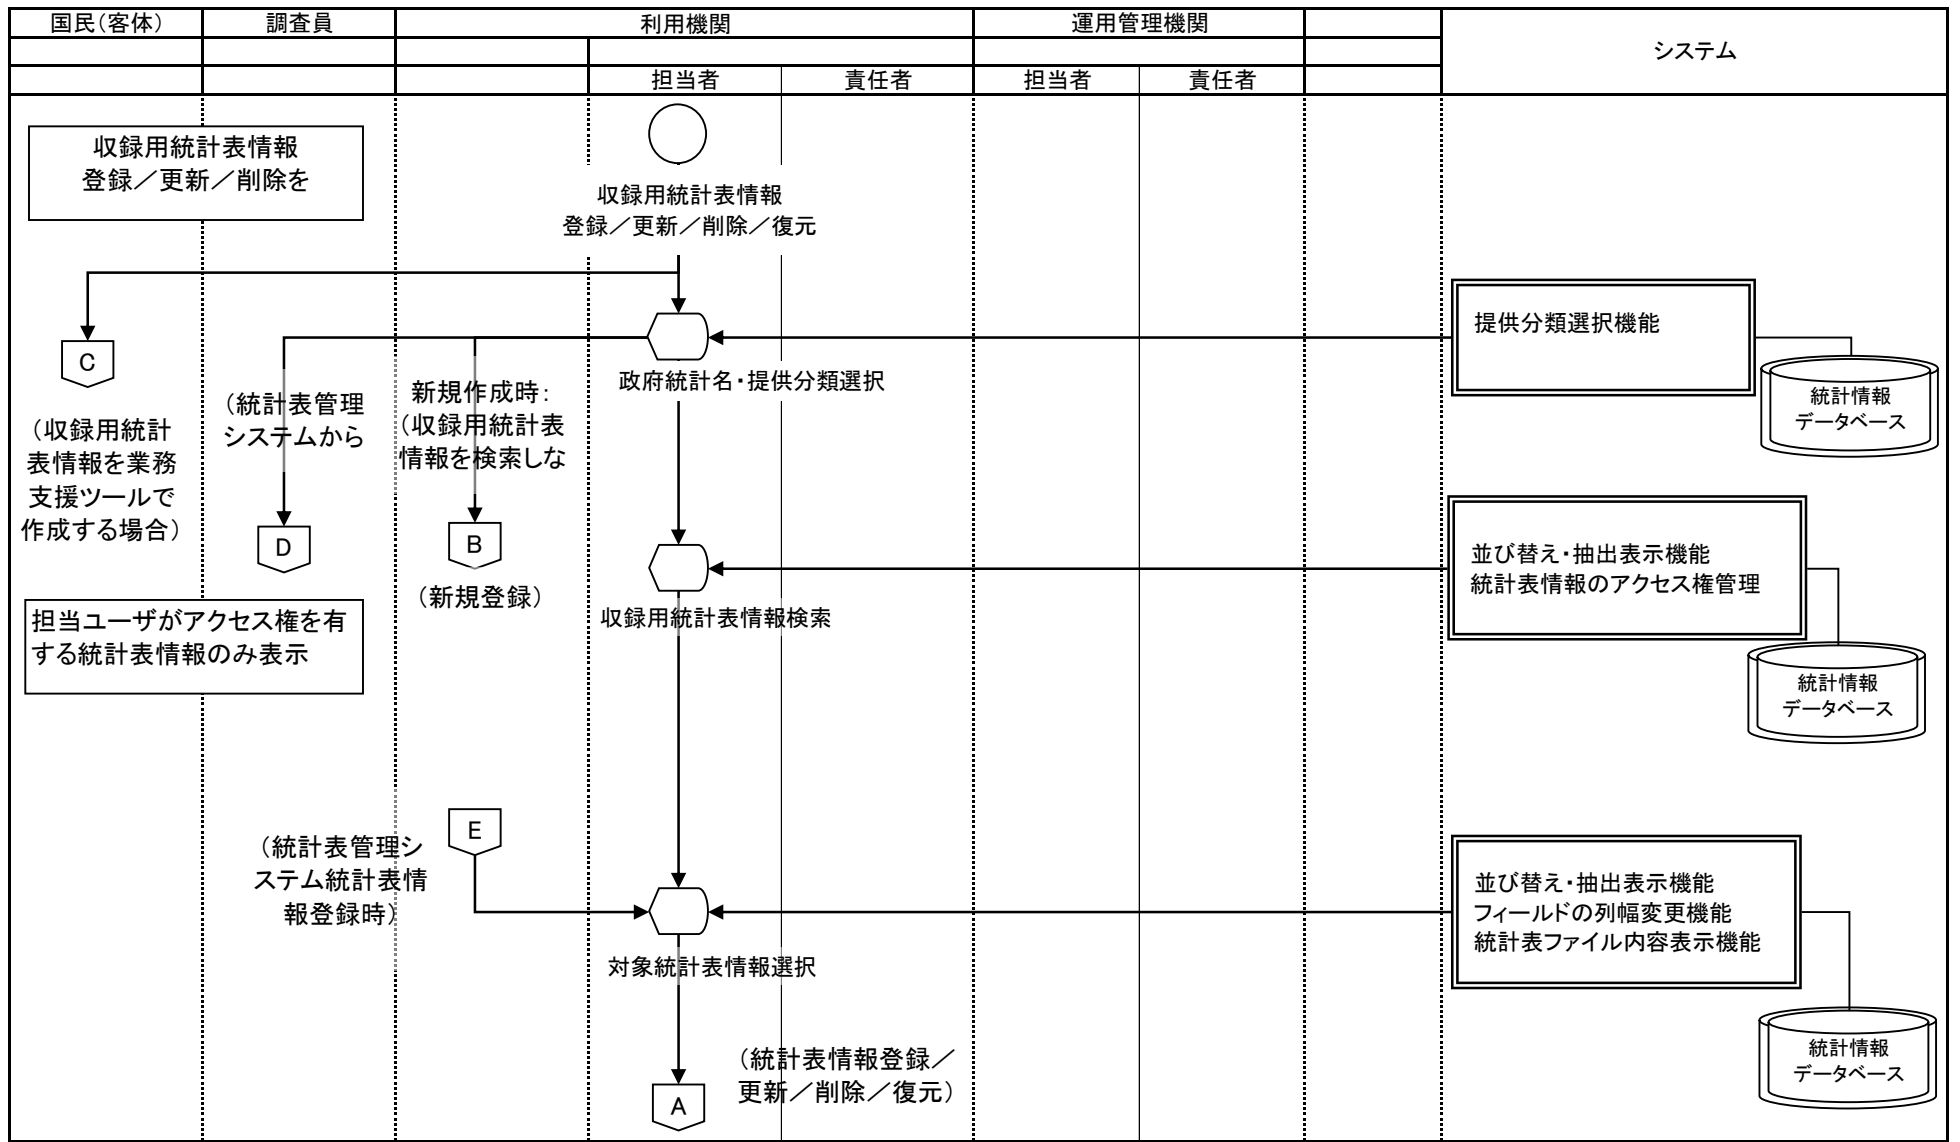 国民（客体）
調査員
利用機関
運用管理機関
システム
担当者
責任者
担当者
責任者
収録用統計表情報
登録／更新／削除を
収録用統計表情報
登録／更新／削除／復元
提供分類選択機能
統計情報
データベース
C
（収録用統計
表情報を業務
支援ツールで
作成する場合）
（統計表管理
システムから
D
新規作成時：
（収録用統計表
情報を検索しな
B
（新規登録）
政府統計名・提供分類選択
並び替え・抽出表示機能
統計表情報のアクセス権管理
統計情報
データベース
担当ユーザがアクセス権を有
する統計表情報のみ表示
収録用統計表情報検索
E
（統計表管理シ
ステム統計表情
報登録時）
並び替え・抽出表示機能
フィールドの列幅変更機能
統計表ファイル内容表示機能
統計情報
データベース
対象統計表情報選択
（統計表情報登録／
更新／削除／復元）
A